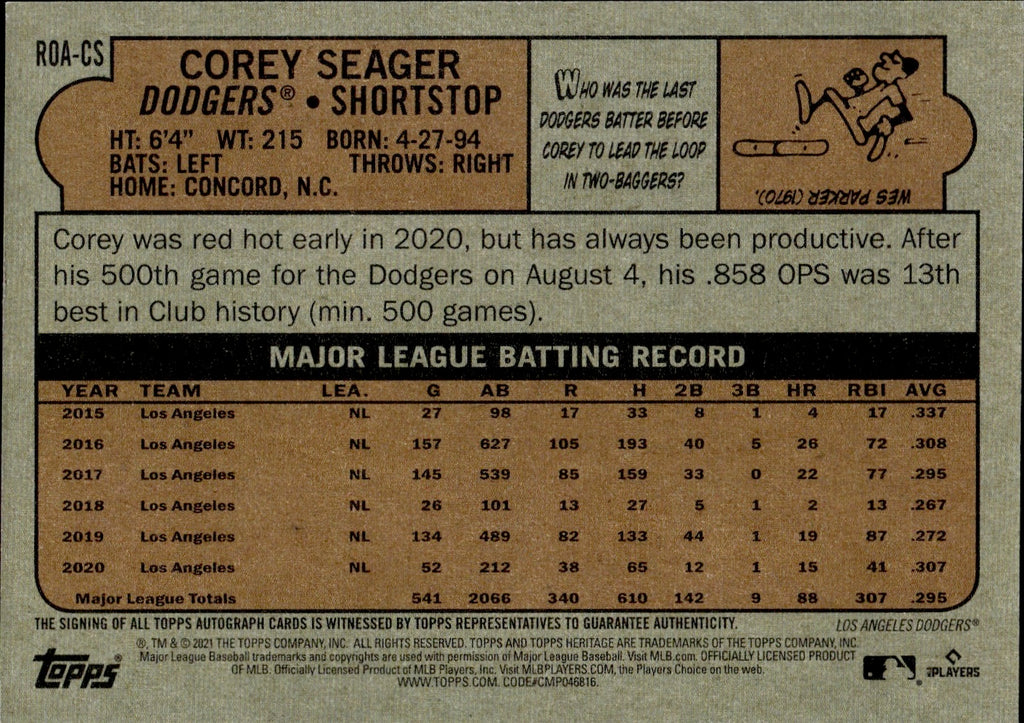 ROA-CS
COREY SEAGER
DODGERS® • SHORTSTOP
HT: 6'4" WT: 215 BORN: 4-27-94
BATS: LEFT THROWS: RIGHT
HOME: CONCORD, N.C.
WHO WAS THE LAST
DODGERS BATTER BEFORE
COREY TO LEAD THE LOOP
IN TWO-BAGGERS?
WES PARKER (1970).
Corey was red hot early in 2020, but has always been productive. After
his 500th game for the Dodgers on August 4, his .858 OPS was 13th
best in Club history (min. 500 games).
MAJOR LEAGUE BATTING RECORD
YEAR TEAM LEA. G AB R H 2B 3B HR RBI AVG
2015 Los Angeles NL 27 98 17 33 8 1 4 17 .337
2016 Los Angeles NL 157 627 105 193 40 5 26 72 .308
2017 Los Angeles NL 145 539 85 159 33 0 22 77 .295
2018 Los Angeles NL 26 101 13 27 5 1 2 13 .267
2019 Los Angeles NL 134 489 82 133 44 1 19 87 .272
2020 Los Angeles NL 52 212 38 65 12 1 15 41 .307
Major League Totals 541 2066 340 610 142 9 88 307 .295
THE SIGNING OF ALL TOPPS AUTOGRAPH CARDS IS WITNESSED BY TOPPS REPRESENTATIVES TO GUARANTEE AUTHENTICITY.
LOS ANGELES DODGERS®
®, TM & © 2021 THE TOPPS COMPANY, INC. ALL RIGHTS RESERVED. TOPPS AND TOPPS HERITAGE ARE TRADEMARKS OF THE TOPPS COMPANY, INC.
Major League Baseball trademarks and copyrights are used with permission of Major League Baseball. Visit MLB.com. OFFICIALLY LICENSED PRODUCT
OF MLB. Officially Licensed Product of MLB Players, Inc. Visit MLBPLAYERS.COM, the Players Choice on the web.
WWW.TOPPS.COM. CODE#CMP046816.
TOPPS®
PLAYERS